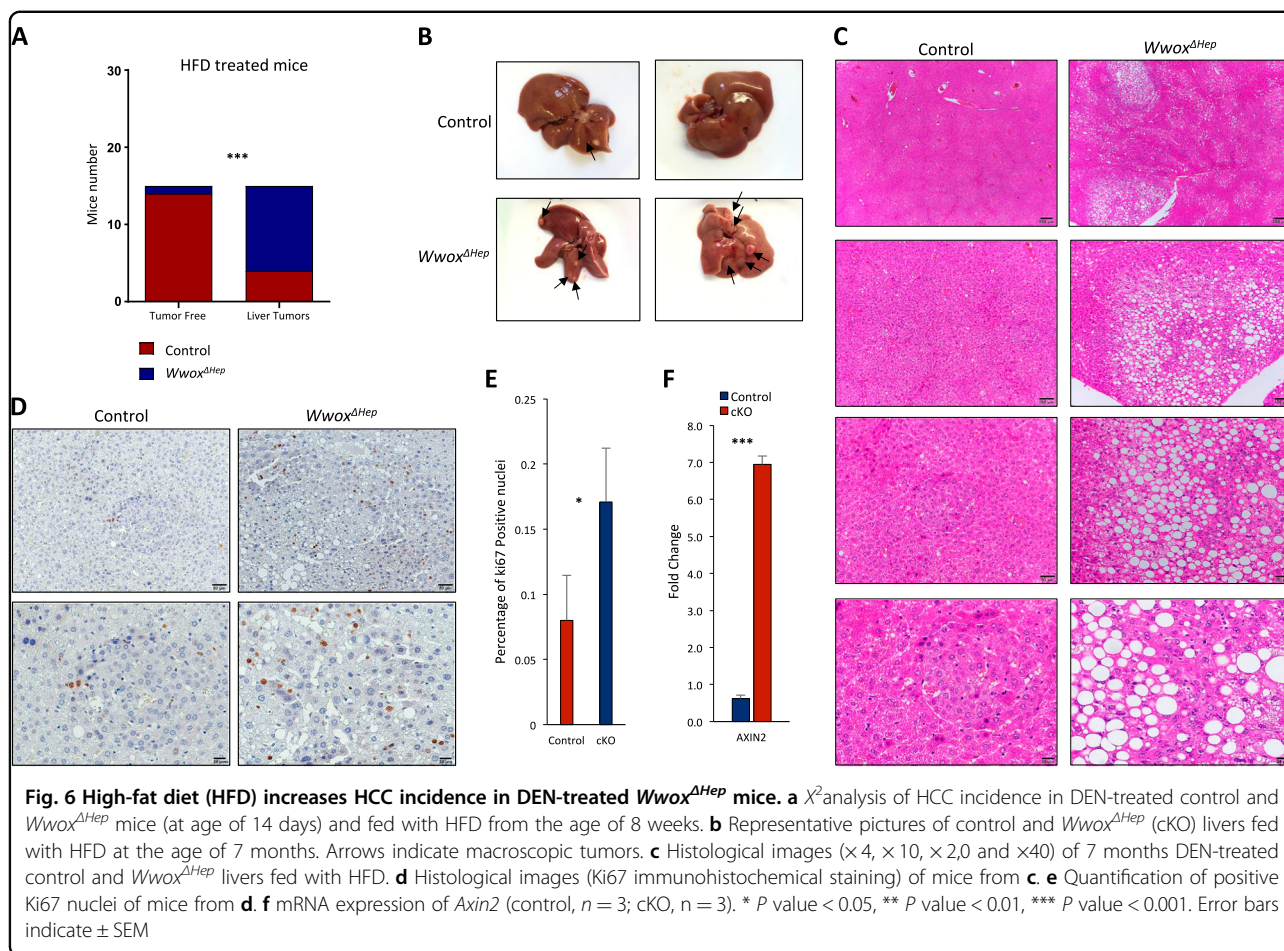 A
HFD treated mice
30
20
10
0
Mice number
***
Tumor Free
Liver Tumors
Control
Wwox^ΔHep
B
Control
Wwox^ΔHep
C
Control
Wwox^ΔHep
D
Control
Wwox^ΔHep
E
0.25
0.2
0.15
0.1
0.05
0
Percentage of ki67 Positive nuclei
*
Control
cKO
F
Control
cKO
8.0
7.0
6.0
5.0
4.0
3.0
2.0
1.0
0.0
Fold Change
***
AXIN2
Fig. 6 High-fat diet (HFD) increases HCC incidence in DEN-treated Wwox^ΔHep mice. a X² analysis of HCC incidence in DEN-treated control and
Wwox^ΔHep mice (at age of 14 days) and fed with HFD from the age of 8 weeks. b Representative pictures of control and Wwox^ΔHep (cKO) livers fed
with HFD at the age of 7 months. Arrows indicate macroscopic tumors. c Histological images (× 4, × 10, × 2,0 and ×40) of 7 months DEN-treated
control and Wwox^ΔHep livers fed with HFD. d Histological images (Ki67 immunohistochemical staining) of mice from c. e Quantification of positive
Ki67 nuclei of mice from d. f mRNA expression of Axin2 (control, n = 3; cKO, n = 3). * P value < 0.05, ** P value < 0.01, *** P value < 0.001. Error bars
indicate ± SEM